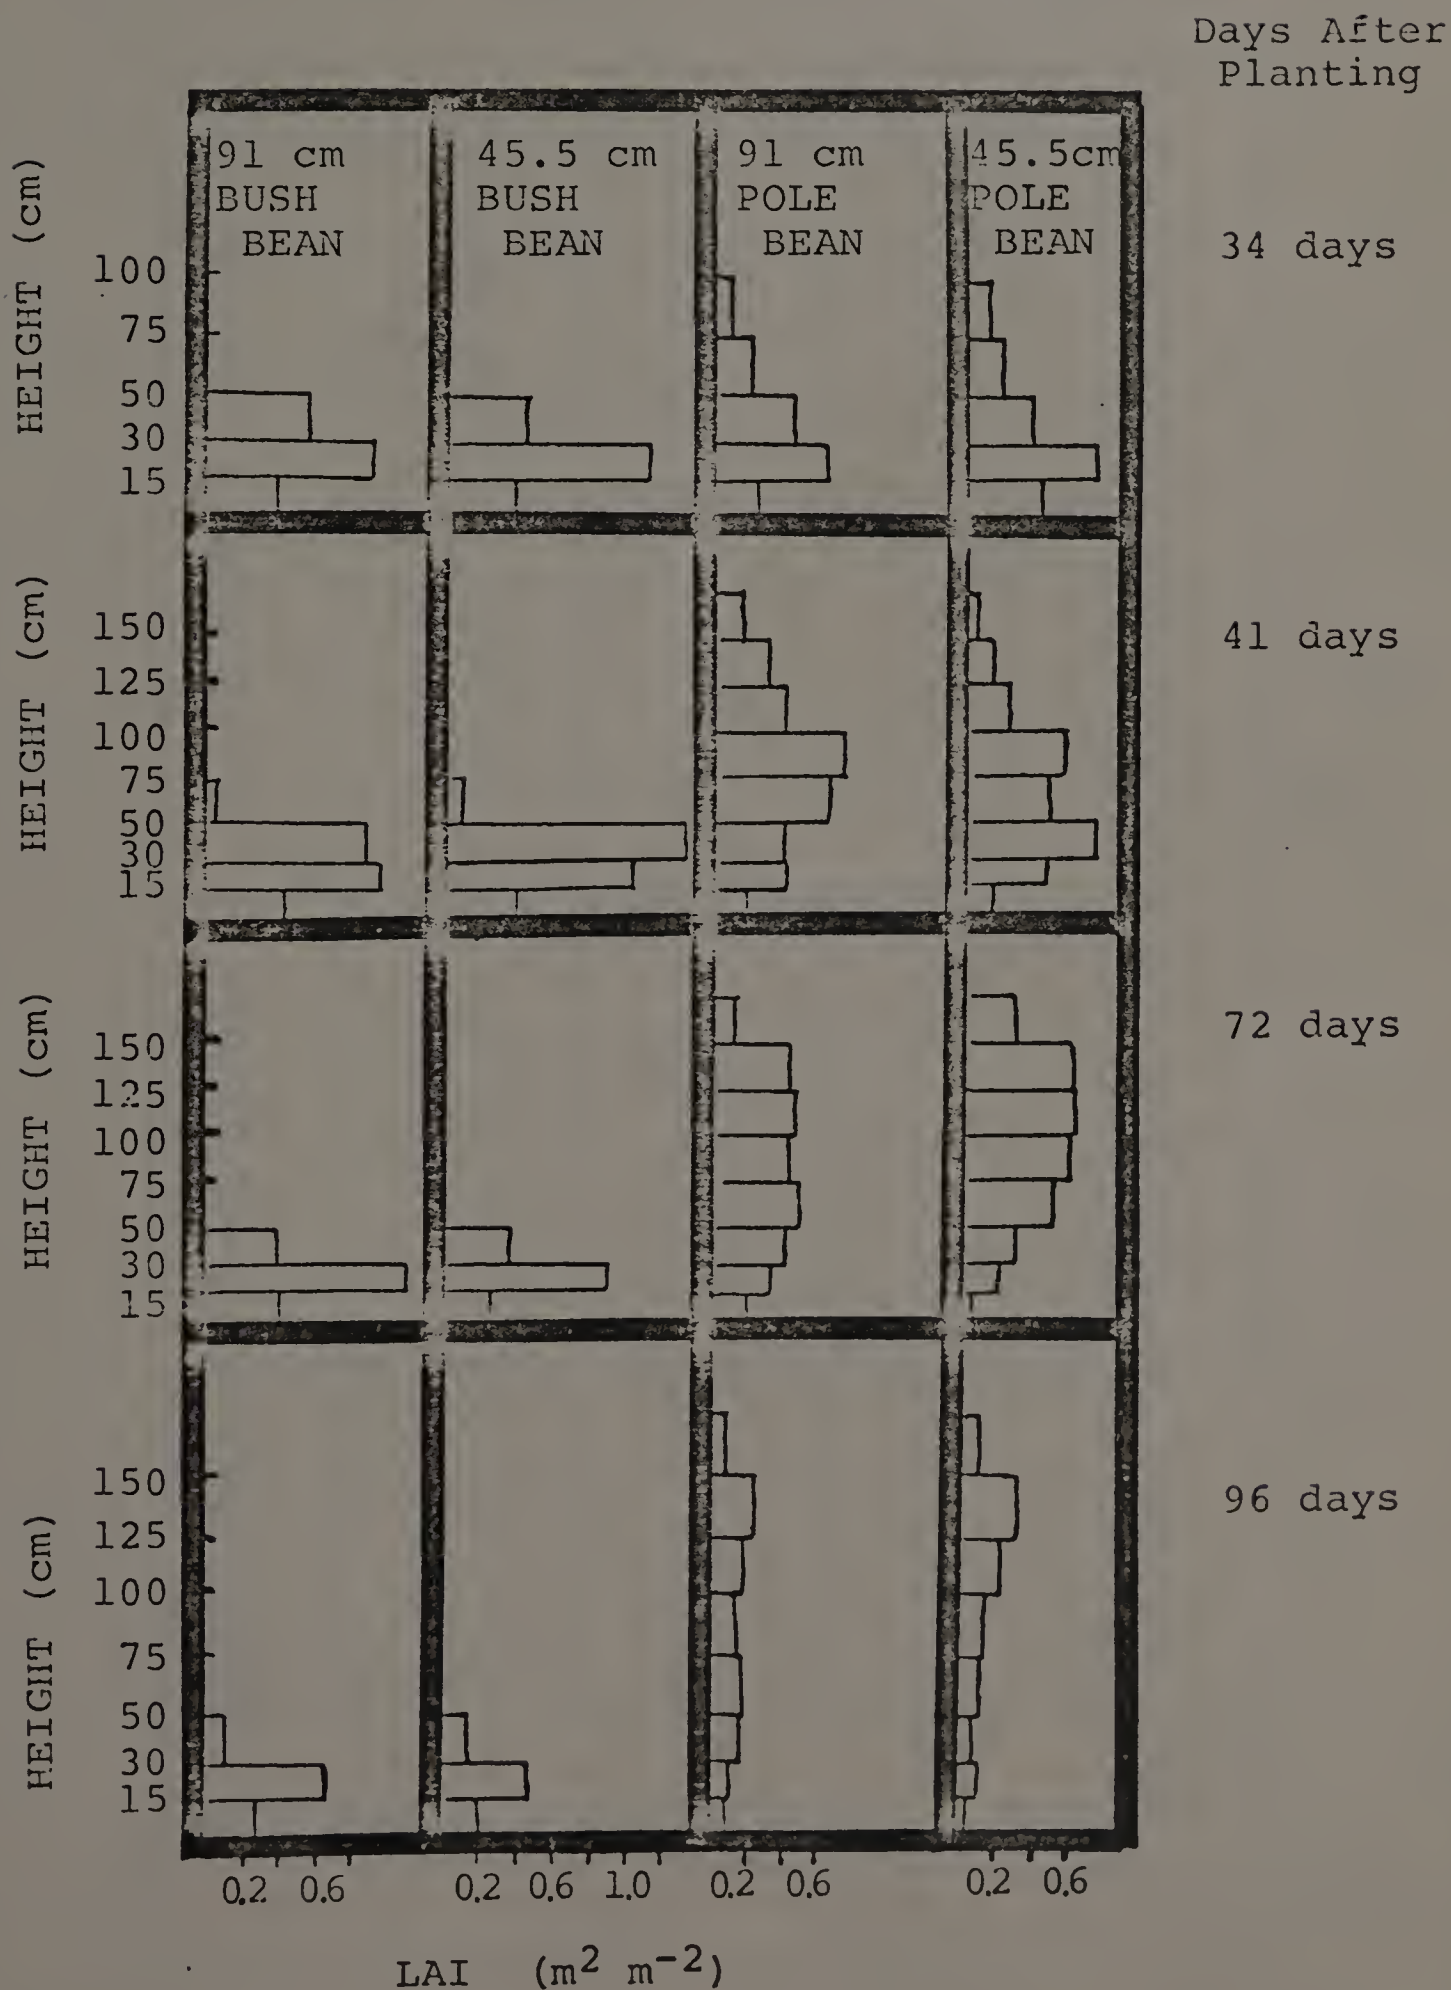 Days After
Planting
91 cm
BUSH
BEAN
45.5 cm
BUSH
BEAN
91 cm
POLE
BEAN
45.5cm
POLE
BEAN
HEIGHT (cm)
100
75
50
30
15
34 days
HEIGHT (cm)
150
125
100
75
50
30
15
41 days
HEIGHT (cm)
150
125
100
75
50
30
15
72 days
HEIGHT (cm)
150
125
100
75
50
30
15
96 days
0.2 0.6 0.2 0.6 1.0 0.2 0.6 0.2 0.6
LAI (m² m⁻²)